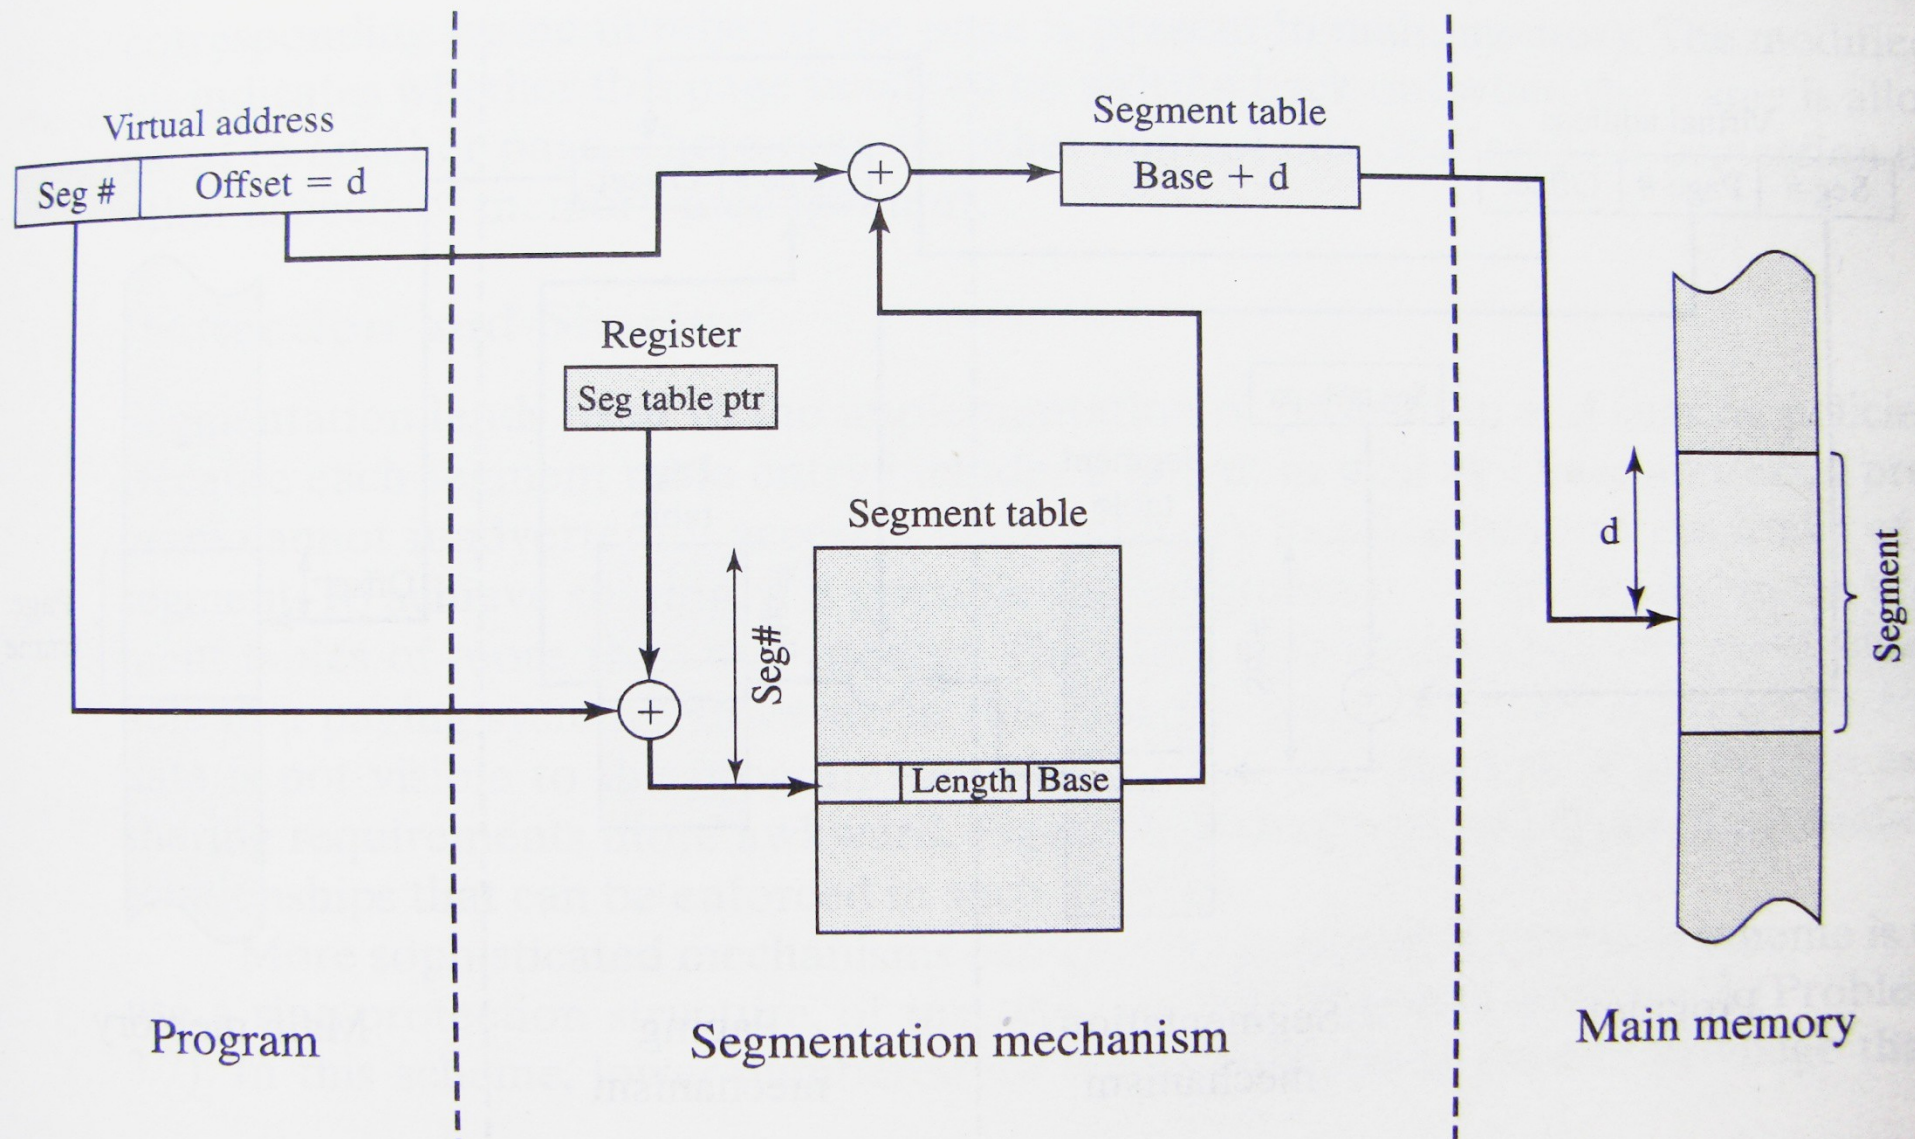 Virtual address
Seg #
Offset = d
Segment table
Base + d
Register
Seg table ptr
Segment table
Seg#
Length
Base
d
Segment
Program
Segmentation mechanism
Main memory